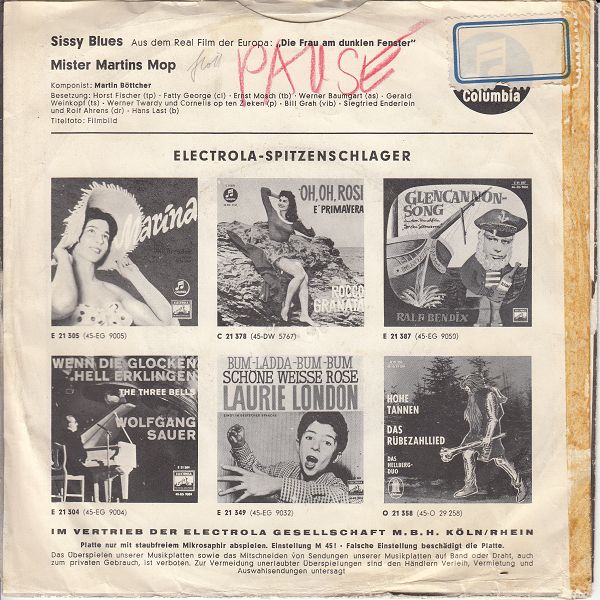 Sissy Blues Aus dem Real Film der Europa: „Die Frau am dunklen Fenster“
Mister Martins Mop
PAUSE
Columbia
Komponist: Martin Böttcher
Besetzung: Horst Fischer (tp) · Fatty George (cl) · Ernst Mosch (tb) · Werner Baumgart (as) · Gerald
Weinkopf (ts) · Werner Twardy und Cornelis op ten Zieken (p) · Bill Grah (vib) · Siegfried Enderlein
und Rolf Ahrens (dr) · Hans Last (b)
Titelfoto: Filmbild
ELECTROLA-SPITZENSCHLAGER
Marina
E 21 305 (45-EG 9005)
OH, OH, ROSI
E' PRIMAVERA
ROCCO
GRANATA
C 21 378 (45-DW 5767)
GLENCANNON-
SONG
RALF BENDIX
E 21 387 (45-EG 9050)
WENN DIE GLOCKEN
HELL ERKLINGEN
THE THREE BELLS
WOLFGANG
SAUER
E 21 304 (45-EG 9004)
BUM-LADDA-BUM-BUM
SCHÖNE WEISSE ROSE
LAURIE LONDON
SINGT IN DEUTSCHER SPRACHE
E 21 349 (45-EG 9032)
HOHE
TANNEN
DAS
RÜBEZAHLLIED
DAS
HELLBERG-
DUO
O 21 358 (45-O 29 258)
IM VERTRIEB DER ELECTROLA GESELLSCHAFT M.B.H. KÖLN/RHEIN
Platte nur mit staubfreiem Mikrosaphir abspielen. Einstellung M 45! · Falsche Einstellung beschädigt die Platte.
Das Überspielen unserer Musikplatten sowie das Mitschneiden von Sendungen unserer Musikplatten auf Band oder Draht, auch
zum privaten Gebrauch, ist verboten. Zur Vermeidung unerlaubter Überspielungen sind den Händlern Verleih, Vermietung und
Auswahlsendungen untersagt